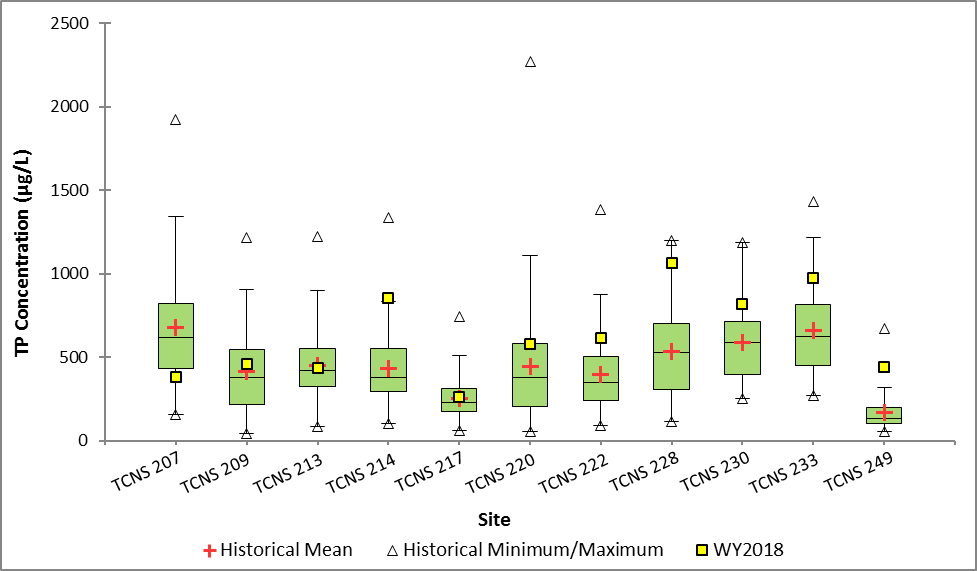 2500
2000
1500
1000
500
0
TP Concentration (µg/L)
TCNS 207
TCNS 209
TCNS 213
TCNS 214
TCNS 217
TCNS 220
TCNS 222
TCNS 228
TCNS 230
TCNS 233
TCNS 249
Site
Historical Mean
Historical Minimum/Maximum
WY2018